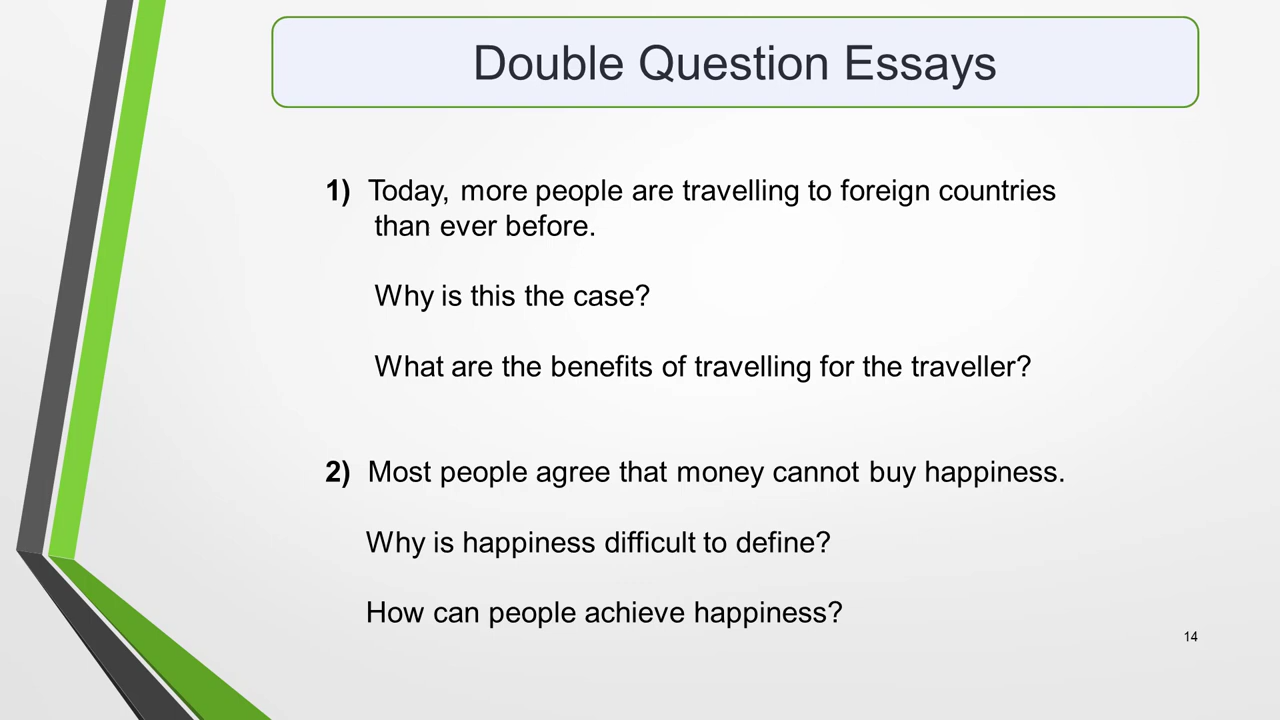 Double Question Essays
1) Today, more people are travelling to foreign countries
than ever before.
Why is this the case?
What are the benefits of travelling for the traveller?
2) Most people agree that money cannot buy happiness.
Why is happiness difficult to define?
How can people achieve happiness?
14